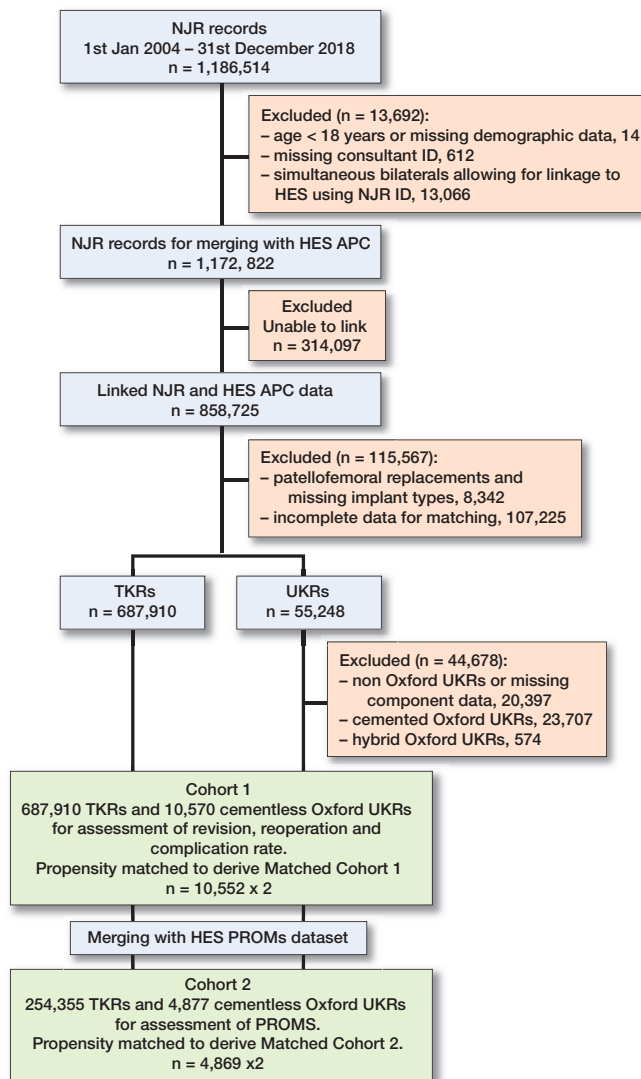 NJR records
1st Jan 2004 – 31st December 2018
n = 1,186,514
Excluded (n = 13,692):
– age < 18 years or missing demographic data, 14
– missing consultant ID, 612
– simultaneous bilaterals allowing for linkage to
HES using NJR ID, 13,066
NJR records for merging with HES APC
n = 1,172, 822
Excluded
Unable to link
n = 314,097
Linked NJR and HES APC data
n = 858,725
Excluded (n = 115,567):
– patellofemoral replacements and
missing implant types, 8,342
– incomplete data for matching, 107,225
TKRs
n = 687,910
UKRs
n = 55,248
Excluded (n = 44,678):
– non Oxford UKRs or missing
component data, 20,397
– cemented Oxford UKRs, 23,707
– hybrid Oxford UKRs, 574
Cohort 1
687,910 TKRs and 10,570 cementless Oxford UKRs
for assessment of revision, reoperation and
complication rate.
Propensity matched to derive Matched Cohort 1
n = 10,552 x 2
Merging with HES PROMs dataset
Cohort 2
254,355 TKRs and 4,877 cementless Oxford UKRs
for assessment of PROMS.
Propensity matched to derive Matched Cohort 2.
n = 4,869 x2